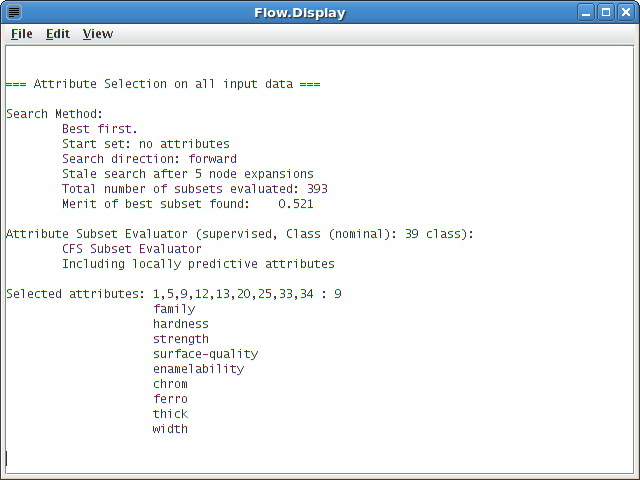 Flow.Display
File Edit View
=== Attribute Selection on all input data ===
Search Method:
Best first.
Start set: no attributes
Search direction: forward
Stale search after 5 node expansions
Total number of subsets evaluated: 393
Merit of best subset found: 0.521
Attribute Subset Evaluator (supervised, Class (nominal): 39 class):
CFS Subset Evaluator
Including locally predictive attributes
Selected attributes: 1,5,9,12,13,20,25,33,34 : 9
family
hardness
strength
surface-quality
enamelability
chrom
ferro
thick
width